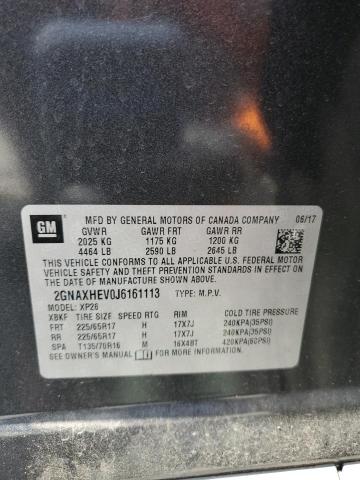 GM
MFD BY GENERAL MOTORS OF CANADA COMPANY 06/17
GVWR GAWR FRT GAWR RR
2025 KG 1175 KG 1200 KG
4464 LB 2590 LB 2645 LB
THIS VEHICLE CONFORMS TO ALL APPLICABLE U.S. FEDERAL MOTOR
VEHICLE SAFETY AND THEFT PREVENTION STANDARDS IN EFFECT ON
THE DATE OF MANUFACTURE SHOWN ABOVE.
2GNAXHEV0J6161113 TYPE: M.P.V.
MODEL: XP26
XBKF TIRE SIZE SPEED RTG RIM COLD TIRE PRESSURE
FRT 225/65R17 H 17X7J 240KPA(35PSI)
RR 225/65R17 H 17X7J 240KPA(35PSI)
SPA T135/70R16 M 16X4BT 420KPA(60PSI)
SEE OWNER'S MANUAL FOR ADDITIONAL INFORMATION